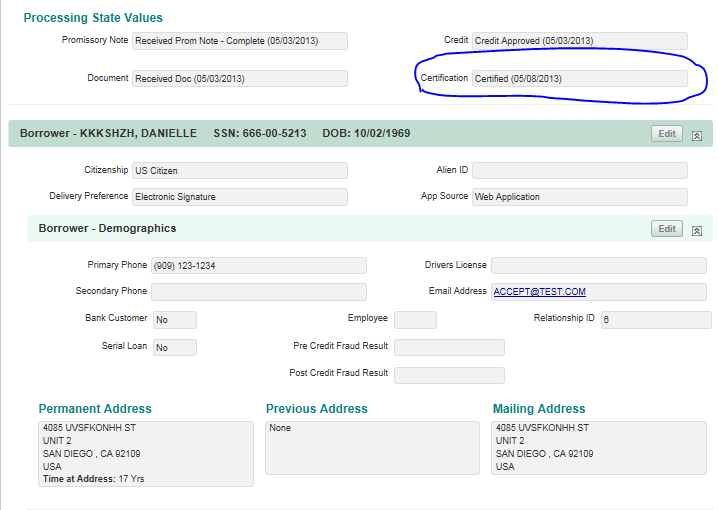 Processing State Values
Promissory Note Received Prom Note - Complete (05/03/2013) Credit Credit Approved (05/03/2013)
Document Received Doc (05/03/2013) Certification Certified (05/08/2013)
Borrower - KKKSHZH, DANIELLE SSN: 666-00-5213 DOB: 10/02/1969 Edit
Citizenship US Citizen Alien ID
Delivery Preference Electronic Signature App Source Web Application
Borrower - Demographics Edit
Primary Phone (909) 123-1234 Drivers License
Secondary Phone Email Address ACCEPT@TEST.COM
Bank Customer No Employee Relationship ID 6
Serial Loan No Pre Credit Fraud Result
Post Credit Fraud Result
Permanent Address Previous Address Mailing Address
4085 UVSFKONHH ST None 4085 UVSFKONHH ST
UNIT 2 UNIT 2
SAN DIEGO , CA 92109 SAN DIEGO , CA 92109
USA USA
Time at Address: 17 Yrs